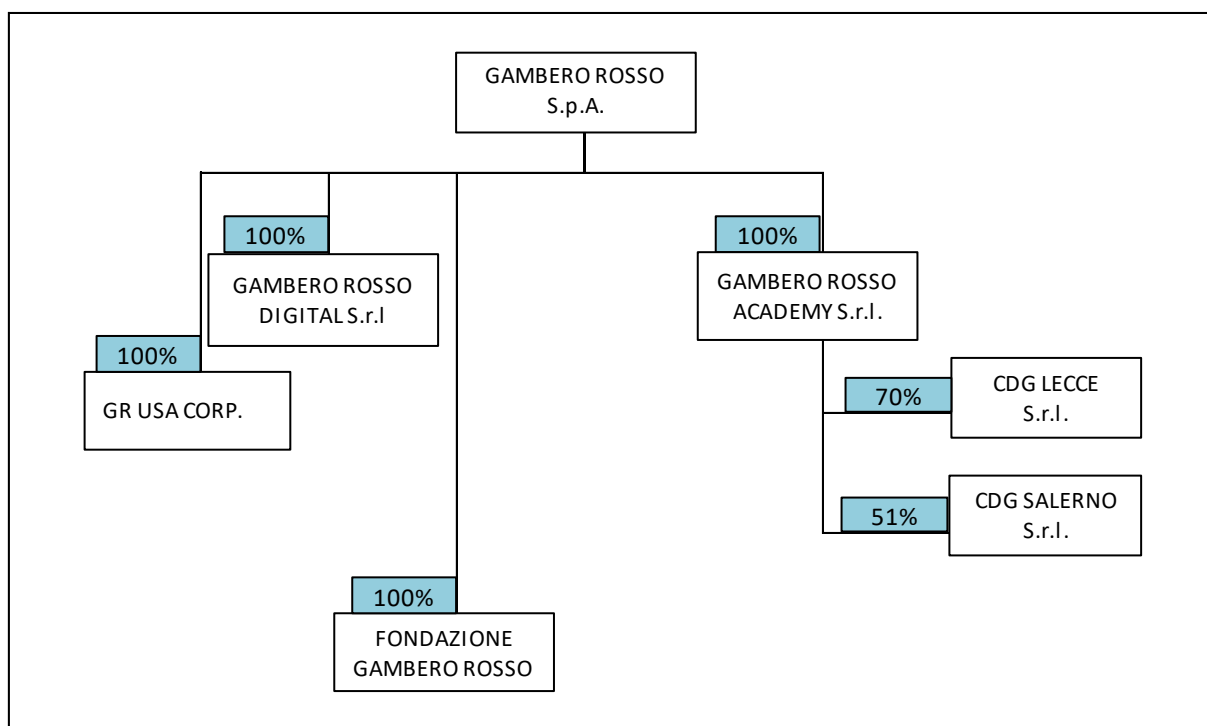 GAMBERO ROSSO
S.p.A.
100%
GAMBERO ROSSO
DIGITAL S.r.l
100%
GAMBERO ROSSO
ACADEMY S.r.l.
100%
GR USA CORP.
70%
CDG LECCE
S.r.l.
51%
CDG SALERNO
S.r.l.
100%
FONDAZIONE
GAMBERO ROSSO